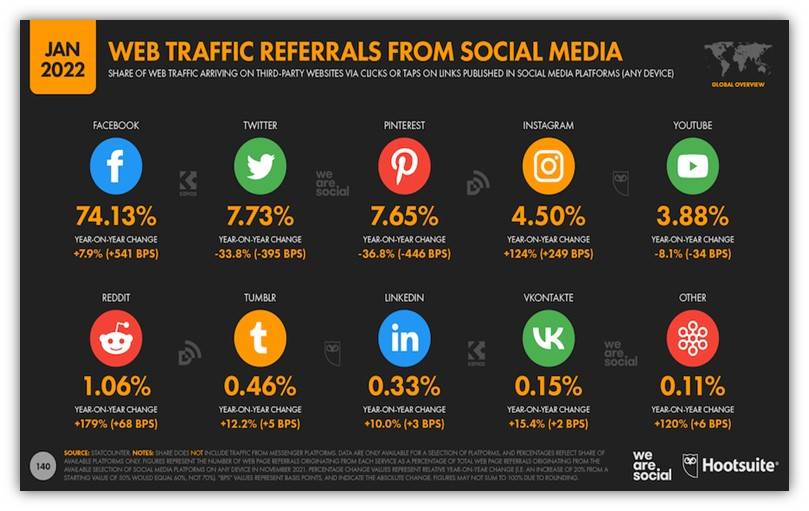 JAN
2022
WEB TRAFFIC REFERRALS FROM SOCIAL MEDIA
SHARE OF WEB TRAFFIC ARRIVING ON THIRD-PARTY WEBSITES VIA CLICKS OR TAPS ON LINKS PUBLISHED IN SOCIAL MEDIA PLATFORMS (ANY DEVICE)
GLOBAL OVERVIEW
FACEBOOK TWITTER PINTEREST INSTAGRAM YOUTUBE
KEPIOS
we
are.
social
74.13% 7.73% 7.65% 4.50% 3.88%
YEAR-ON-YEAR CHANGE YEAR-ON-YEAR CHANGE YEAR-ON-YEAR CHANGE YEAR-ON-YEAR CHANGE YEAR-ON-YEAR CHANGE
+7.9% (+541 BPS) -33.8% (-395 BPS) -36.8% (-446 BPS) +124% (+249 BPS) -8.1% (-34 BPS)
REDDIT TUMBLR LINKEDIN VKONTAKTE OTHER
KEPIOS
we
are.
social
1.06% 0.46% 0.33% 0.15% 0.11%
YEAR-ON-YEAR CHANGE YEAR-ON-YEAR CHANGE YEAR-ON-YEAR CHANGE YEAR-ON-YEAR CHANGE YEAR-ON-YEAR CHANGE
+179% (+68 BPS) +12.2% (+5 BPS) +10.0% (+3 BPS) +15.4% (+2 BPS) +120% (+6 BPS)
140
SOURCE: STATCOUNTER. NOTES: SHARE DOES NOT INCLUDE TRAFFIC FROM MESSENGER PLATFORMS. DATA ARE ONLY AVAILABLE FOR A SELECTION OF PLATFORMS, AND PERCENTAGES REFLECT SHARE OF
AVAILABLE PLATFORMS ONLY. FIGURES REPRESENT THE NUMBER OF WEB PAGE REFERRALS ORIGINATING FROM EACH SERVICE AS A PERCENTAGE OF TOTAL WEB PAGE REFERRALS ORIGINATING FROM THE
AVAILABLE SELECTION OF SOCIAL MEDIA PLATFORMS ON ANY DEVICE IN NOVEMBER 2021. PERCENTAGE CHANGE VALUES REPRESENT RELATIVE YEAR-ON-YEAR CHANGE (I.E. AN INCREASE OF 20% FROM A
STARTING VALUE OF 50% WOULD EQUAL 60%, NOT 70%). "BPS" VALUES REPRESENT BASIS POINTS, AND INDICATE THE ABSOLUTE CHANGE. FIGURES MAY NOT SUM TO 100% DUE TO ROUNDING.
we
are.
social
Hootsuite®